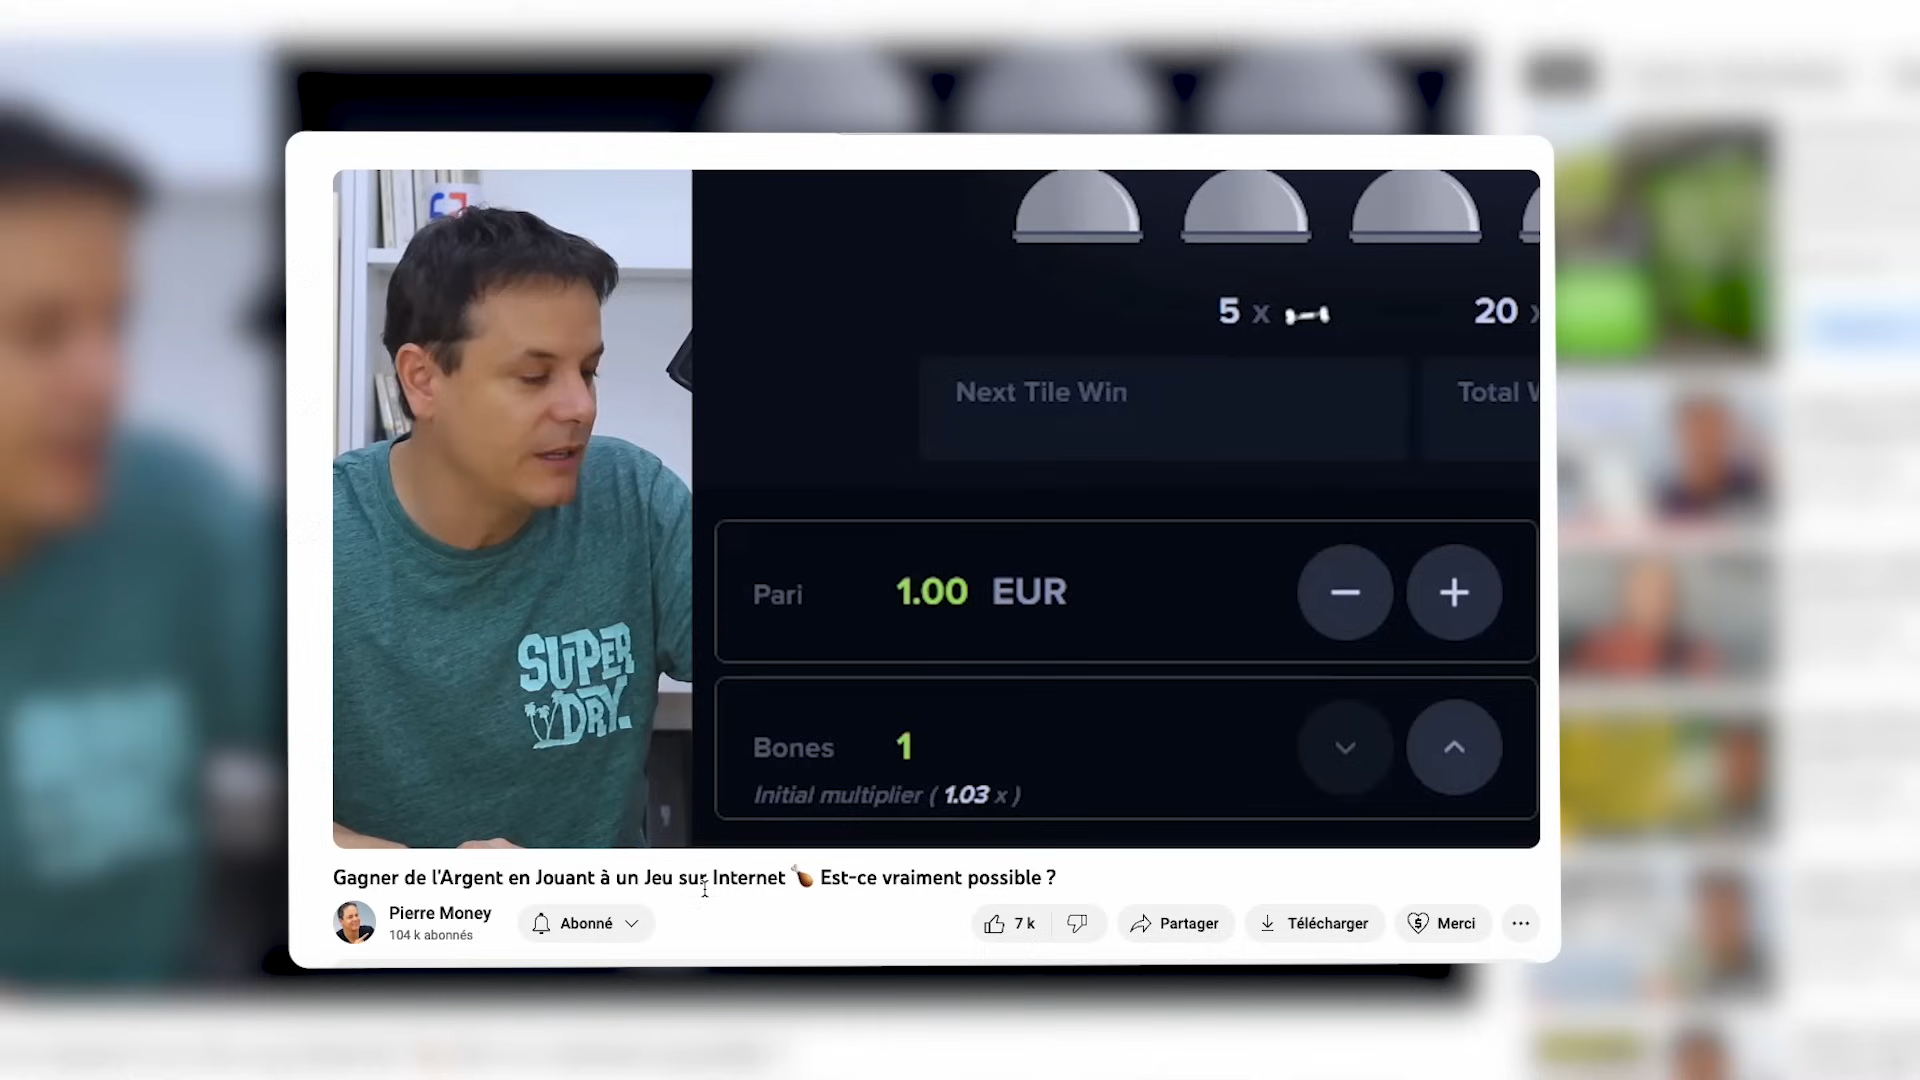 5 x
20 x
Next Tile Win
Total W
Pari 1.00 EUR
Bones 1
Initial multiplier ( 1.03 x )
SUPER
DRY.
Gagner de l'Argent en Jouant à un Jeu sur Internet 🍗 Est-ce vraiment possible ?
Pierre Money
104 k abonnés
Abonné
7 k
Partager
Télécharger
Merci